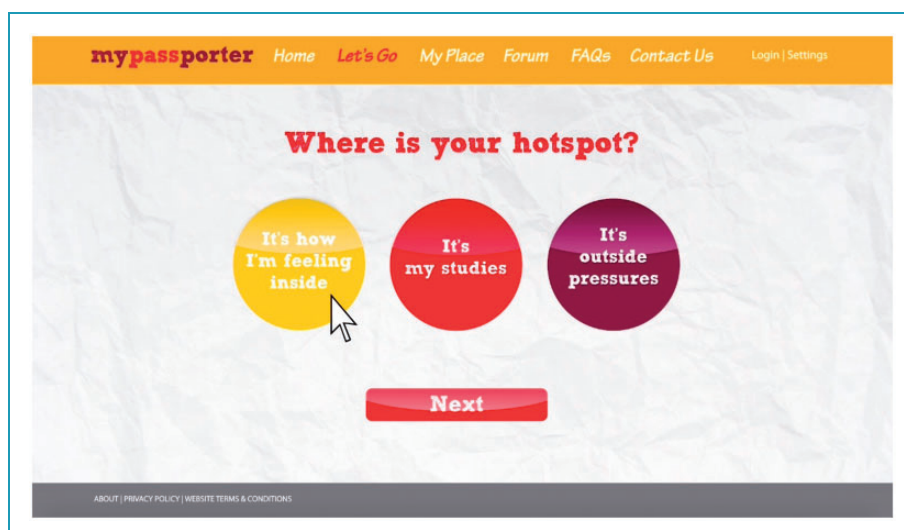 mypassporter Home Let's Go My Place Forum FAQs Contact Us Login | Settings
Where is your hotspot?
It's how
I'm feeling
inside
It's
my studies
It's
outside
pressures
Next
ABOUT | PRIVACY POLICY | WEBSITE TERMS & CONDITIONS